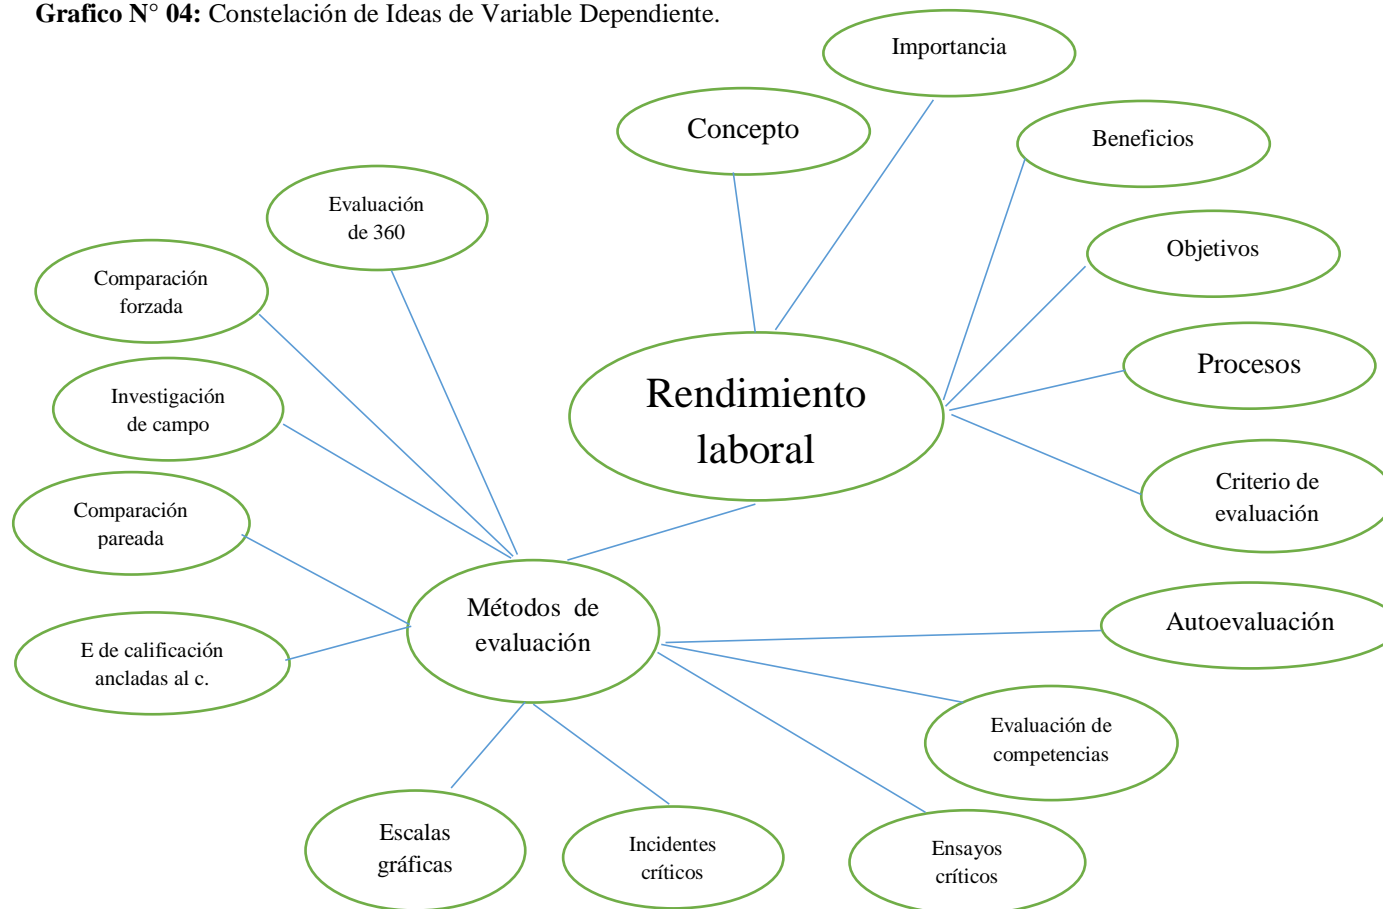 Grafico N° 04: Constelación de Ideas de Variable Dependiente.
Importancia
Concepto
Beneficios
Evaluación
de 360
Objetivos
Comparación
forzada
Procesos
Rendimiento
laboral
Investigación
de campo
Criterio de
evaluación
Comparación
pareada
Métodos de
evaluación
Autoevaluación
E de calificación
ancladas al c.
Evaluación de
competencias
Escalas
gráficas
Incidentes
críticos
Ensayos
críticos